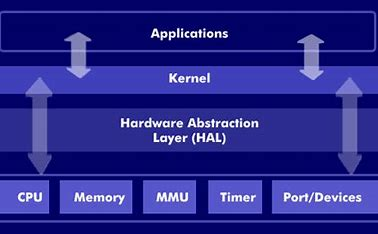 Applications
Kernel
Hardware Abstraction
Layer (HAL)
CPU
Memory
MMU
Timer
Port/Devices